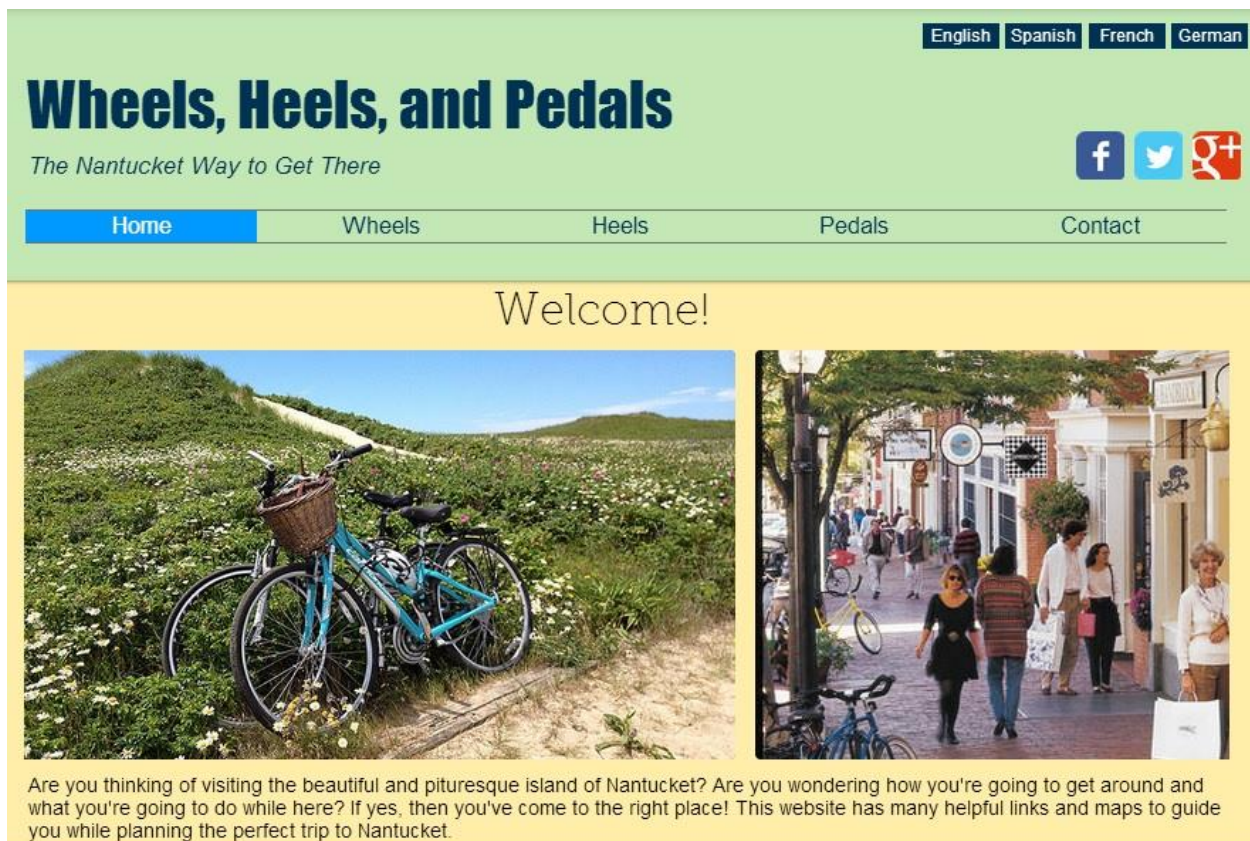 English Spanish French German
Wheels, Heels, and Pedals
The Nantucket Way to Get There
f g+
Home Wheels Heels Pedals Contact
Welcome!
Are you thinking of visiting the beautiful and pituresque island of Nantucket? Are you wondering how you're going to get around and
what you're going to do while here? If yes, then you've come to the right place! This website has many helpful links and maps to guide
you while planning the perfect trip to Nantucket.